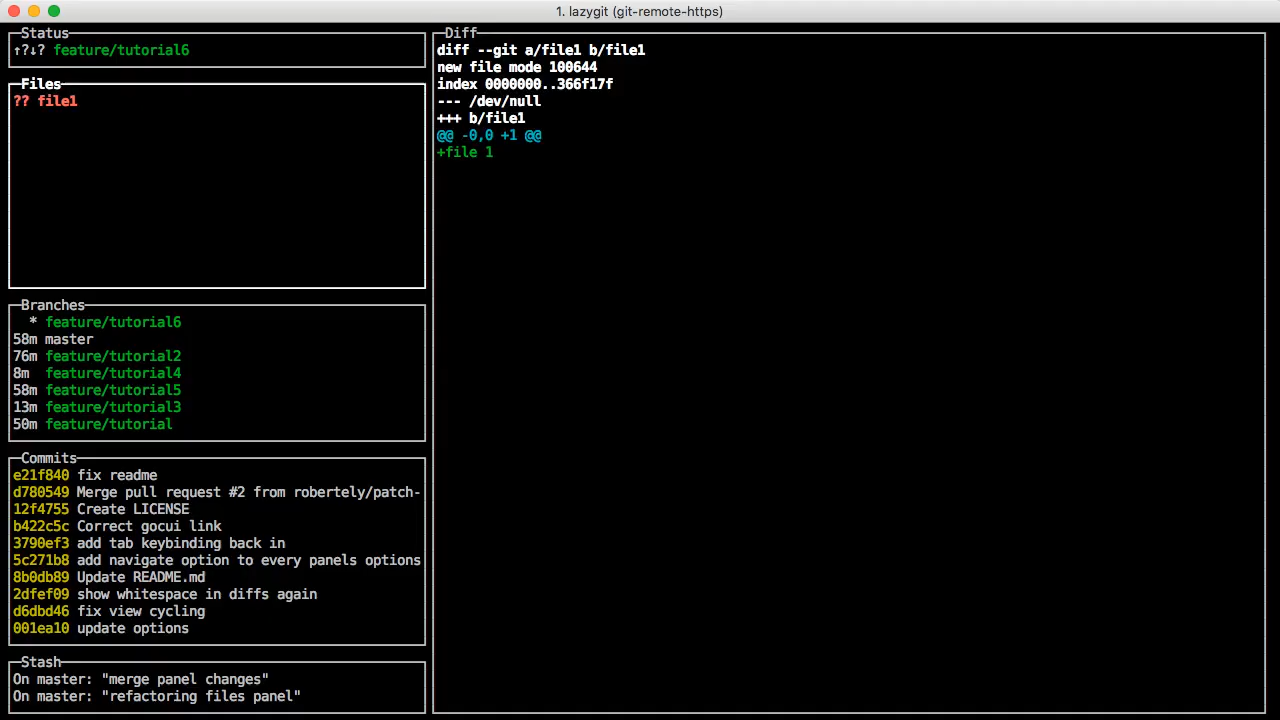 1. lazygit (git-remote-https)
Status
↑?↓? feature/tutorial6
Files
?? file1
Branches
* feature/tutorial6
58m master
76m feature/tutorial2
8m feature/tutorial4
58m feature/tutorial5
13m feature/tutorial3
50m feature/tutorial
Commits
e21f840 fix readme
d780549 Merge pull request #2 from robertely/patch-
12f4755 Create LICENSE
b422c5c Correct gocui link
3790ef3 add tab keybinding back in
5c271b8 add navigate option to every panels options
8b0db89 Update README.md
2dfef09 show whitespace in diffs again
d6dbd46 fix view cycling
001ea10 update options
Stash
On master: "merge panel changes"
On master: "refactoring files panel"
Diff
diff --git a/file1 b/file1
new file mode 100644
index 0000000..366f17f
--- /dev/null
+++ b/file1
@@ -0,0 +1 @@
+file 1